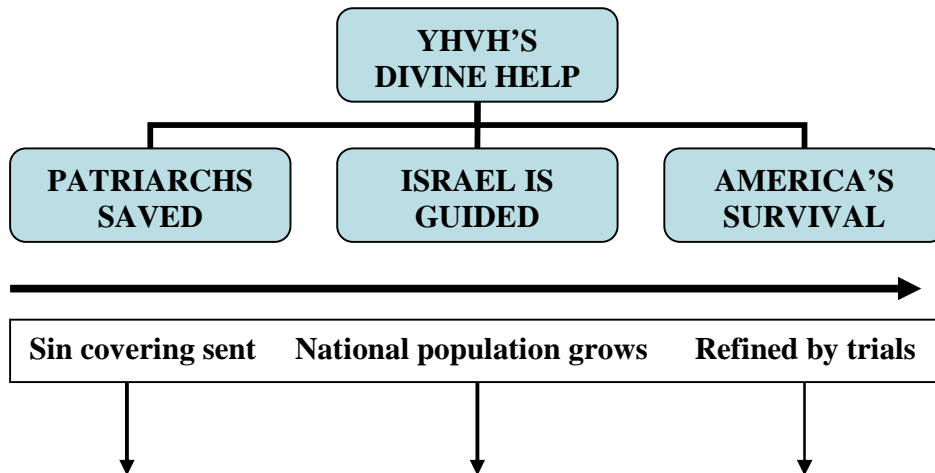 YHVH'S
DIVINE HELP
PATRIARCHS
SAVED
ISRAEL IS
GUIDED
AMERICA'S
SURVIVAL
Sin covering sent
National population grows
Refined by trials